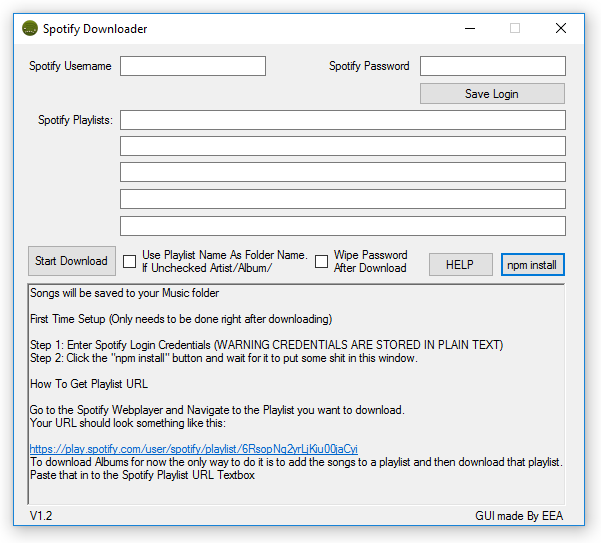 Spotify Downloader
Spotify Username
Spotify Password
Save Login
Spotify Playlists:
Start Download
Use Playlist Name As Folder Name.
If Unchecked Artist/Album/
Wipe Password
After Download
HELP
npm install
Songs will be saved to your Music folder
First Time Setup (Only needs to be done right after downloading)
Step 1: Enter Spotify Login Credentials (WARNING CREDENTIALS ARE STORED IN PLAIN TEXT)
Step 2: Click the "npm install" button and wait for it to put some shit in this window.
How To Get Playlist URL
Go to the Spotify Webplayer and Navigate to the Playlist you want to download.
Your URL should look something like this:
https://play.spotify.com/user/spotify/playlist/6RsopNq2yrLjKiu00jaCyi
To download Albums for now the only way to do it is to add the songs to a playlist and then download that playlist.
Paste that in to the Spotify Playlist URL Textbox
V1.2
GUI made By EEA